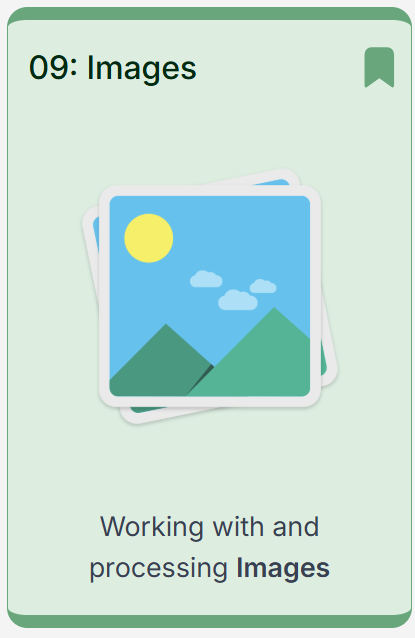 09: Images
Working with and
processing Images